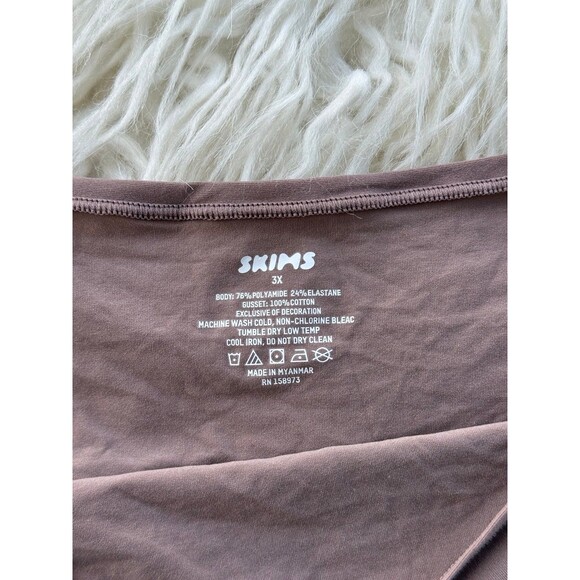 SKIMS
3X
BODY: 76%POLYAMIDE 24%ELASTANE
GUSSET: 100%COTTON
EXCLUSIVE OF DECORATION
MACHINE WASH COLD, NON-CHLORINE BLEAC
TUMBLE DRY LOW TEMP
COOL IRON, DO NOT DRY CLEAN
MADE IN MYANMAR
RN 158973